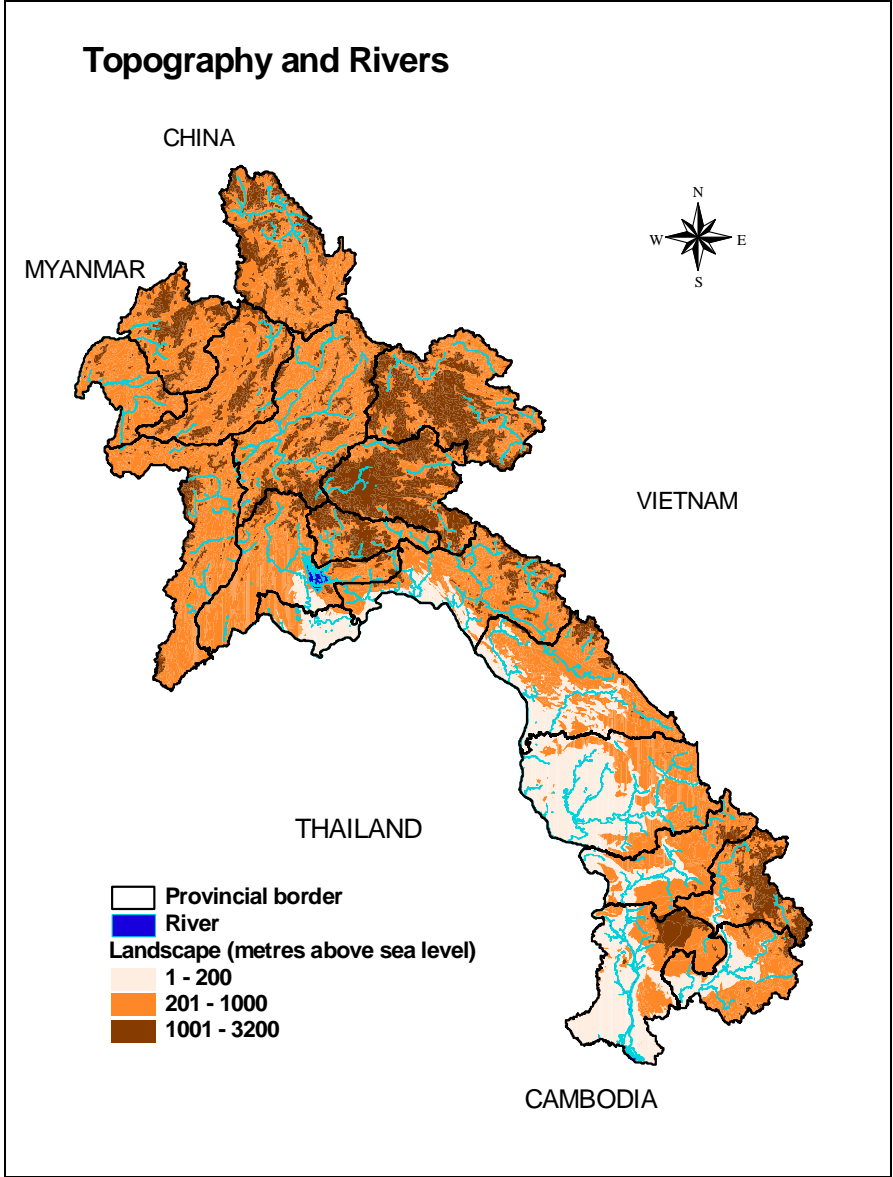 Topography and Rivers
CHINA
N
W E
S
MYANMAR
VIETNAM
THAILAND
Provincial border
River
Landscape (metres above sea level)
1 - 200
201 - 1000
1001 - 3200
CAMBODIA